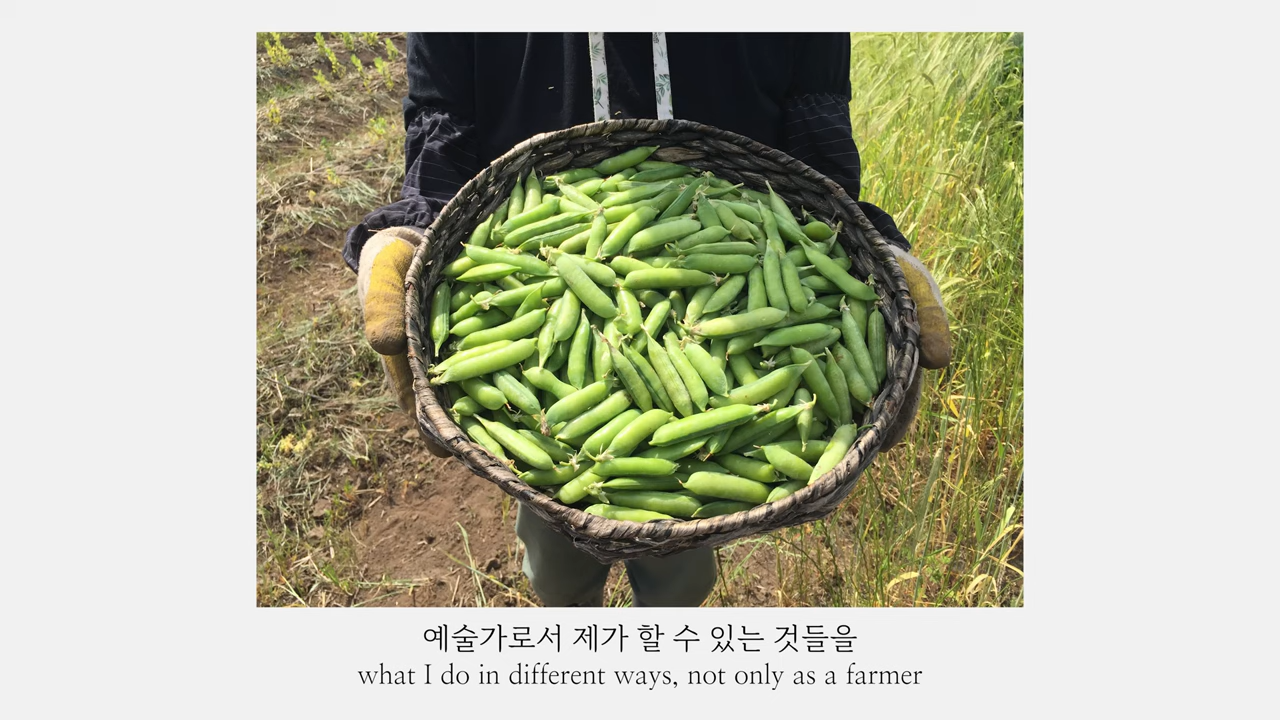 예술가로서 제가 할 수 있는 것들을
what I do in different ways, not only as a farmer